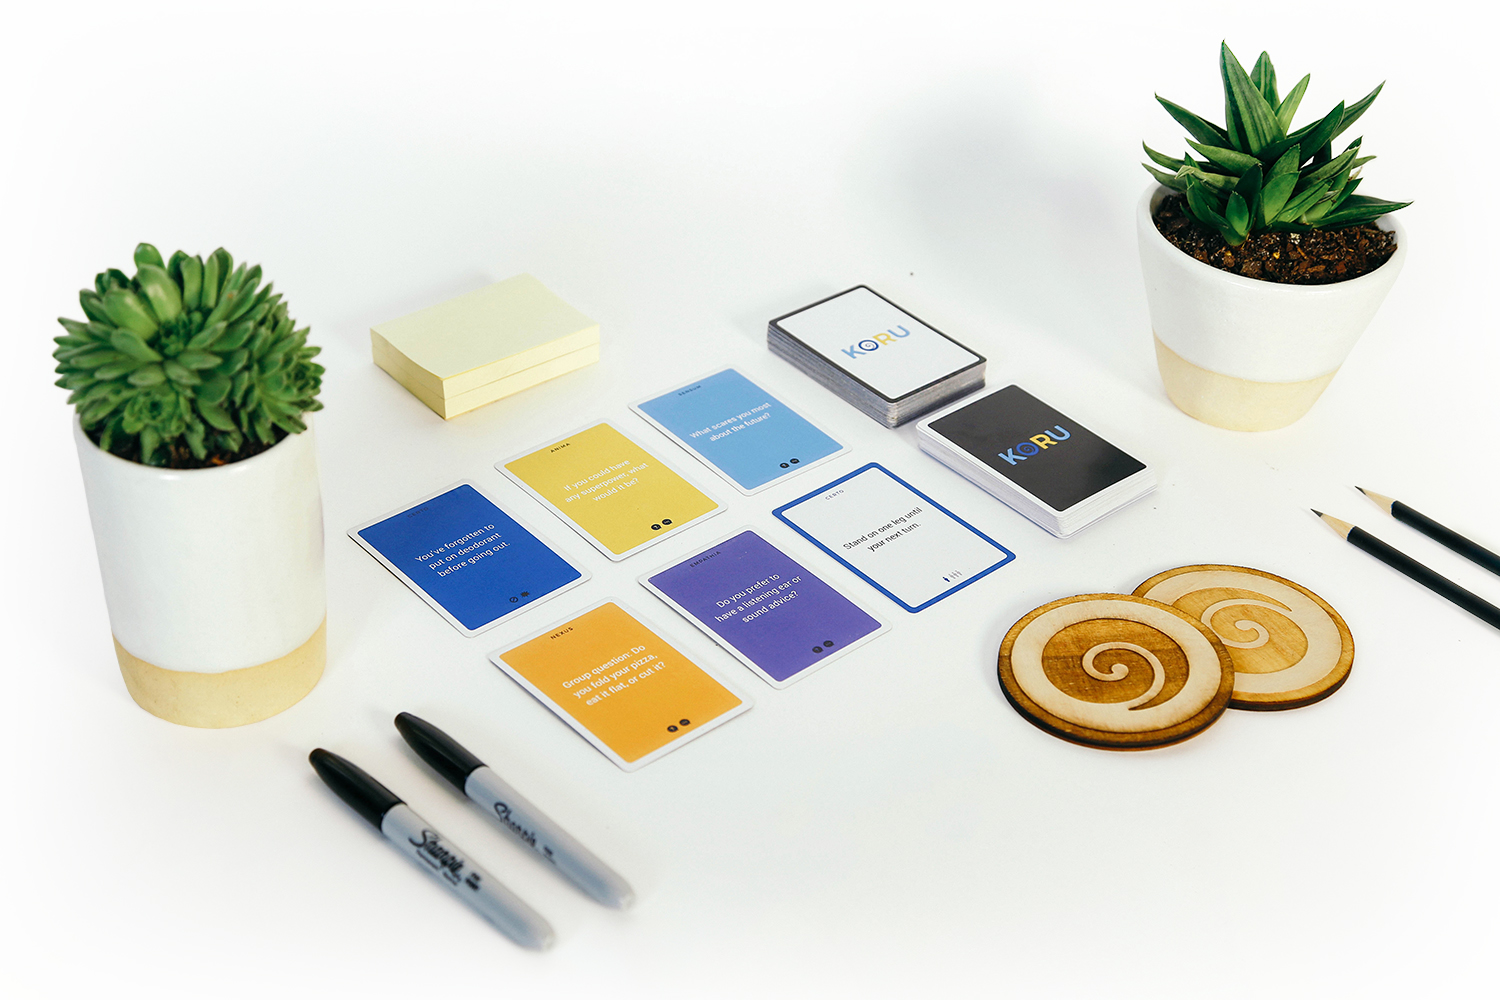 KORU
KORU
TEMPUM
What scares you most
about the future?
ANIMA
If you could have
any superpower, what
would it be?
You've forgotten to
put on deodorant
before going out.
CERTO
Stand on one leg until
your next turn.
EMPATHIA
Do you prefer to
have a listening ear or
sound advice?
NEXUS
Group question: Do
you fold your pizza,
eat it flat, or cut it?
Sharpie
Sharpie